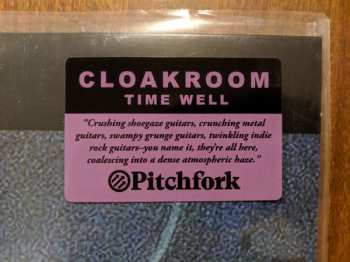 CLOAKROOM
TIME WELL
"Crushing shoegaze guitars, crunching metal
guitars, swampy grunge guitars, twinkling indie
rock guitars–you name it, they're all here,
coalescing into a dense atmospheric haze."
Pitchfork